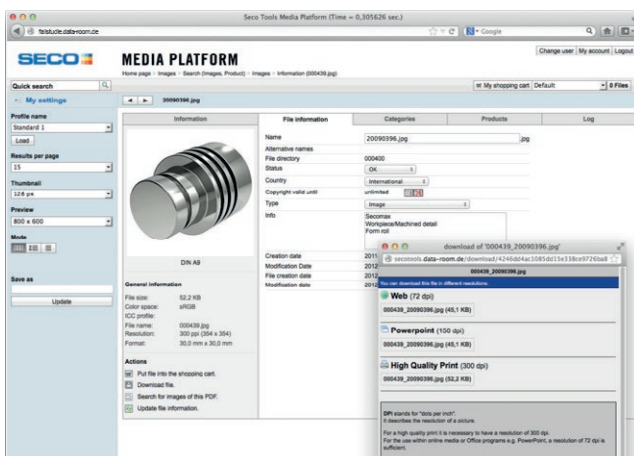 Seco Tools Media Platform (Time = 0,305626 sec.)
falstudie.data-room.de
Google
SECO
MEDIA PLATFORM
Change user | My account | Logout
Home page > Images > Search (Images, Product) > Images > Information (000439.jpg)
Quick search
My shopping cart Default 0 Files
My settings
20090396.jpg
Profile name
Standard 1
Load
Results per page
15
Thumbnail
126 px
Preview
800 x 600
Mode
Save as
Update
Information
File information
Categories
Products
Log
DIN A9
General information
File size: 52,2 KB
Color space: sRGB
ICC profile:
File name: 000439.jpg
Resolution: 300 ppi (354 x 354)
Format: 30,0 mm x 30,0 mm
Actions
Put file into the shopping cart.
Download file.
Search for images of this PDF.
Update file information.
Name 20090396.jpg .jpg
Alternative names
File directory 000400
Status OK
Country International
Copyright valid until unlimited
Type Image
Info Secomax
Workpiece/Machined detail
Form roll
Creation date 2011
Modification Date 2012
File creation date 2012
Modification date 2012
download of '000439_20090396.jpg'
000439_20090396.jpg
You can download this file in different resolutions.
Web (72 dpi)
000439_20090396.jpg (45,1 KB)
Powerpoint (150 dpi)
000439_20090396.jpg (45,1 KB)
High Quality Print (300 dpi)
000439_20090396.jpg (52,2 KB)
DPI stands for "dots per inch".
It describes the resolution of a picture.
For a high quality print it is necessary to have a resolution of 300 dpi.
For the use within online media or Office programs e.g. PowerPoint, a resolution of 72 dpi is
sufficient.